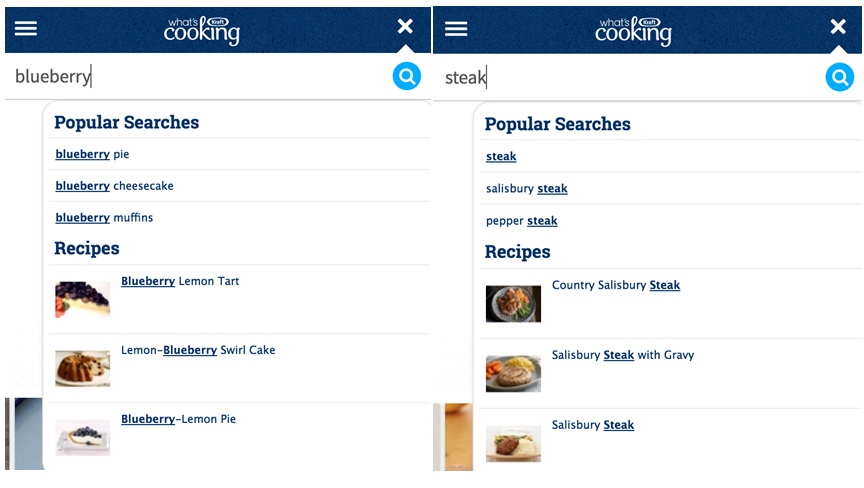 what's Kraft
cooking
blueberry
Popular Searches
blueberry pie
blueberry cheesecake
blueberry muffins
Recipes
Blueberry Lemon Tart
Lemon-Blueberry Swirl Cake
Blueberry-Lemon Pie
what's Kraft
cooking
steak
Popular Searches
steak
salisbury steak
pepper steak
Recipes
Country Salisbury Steak
Salisbury Steak with Gravy
Salisbury Steak